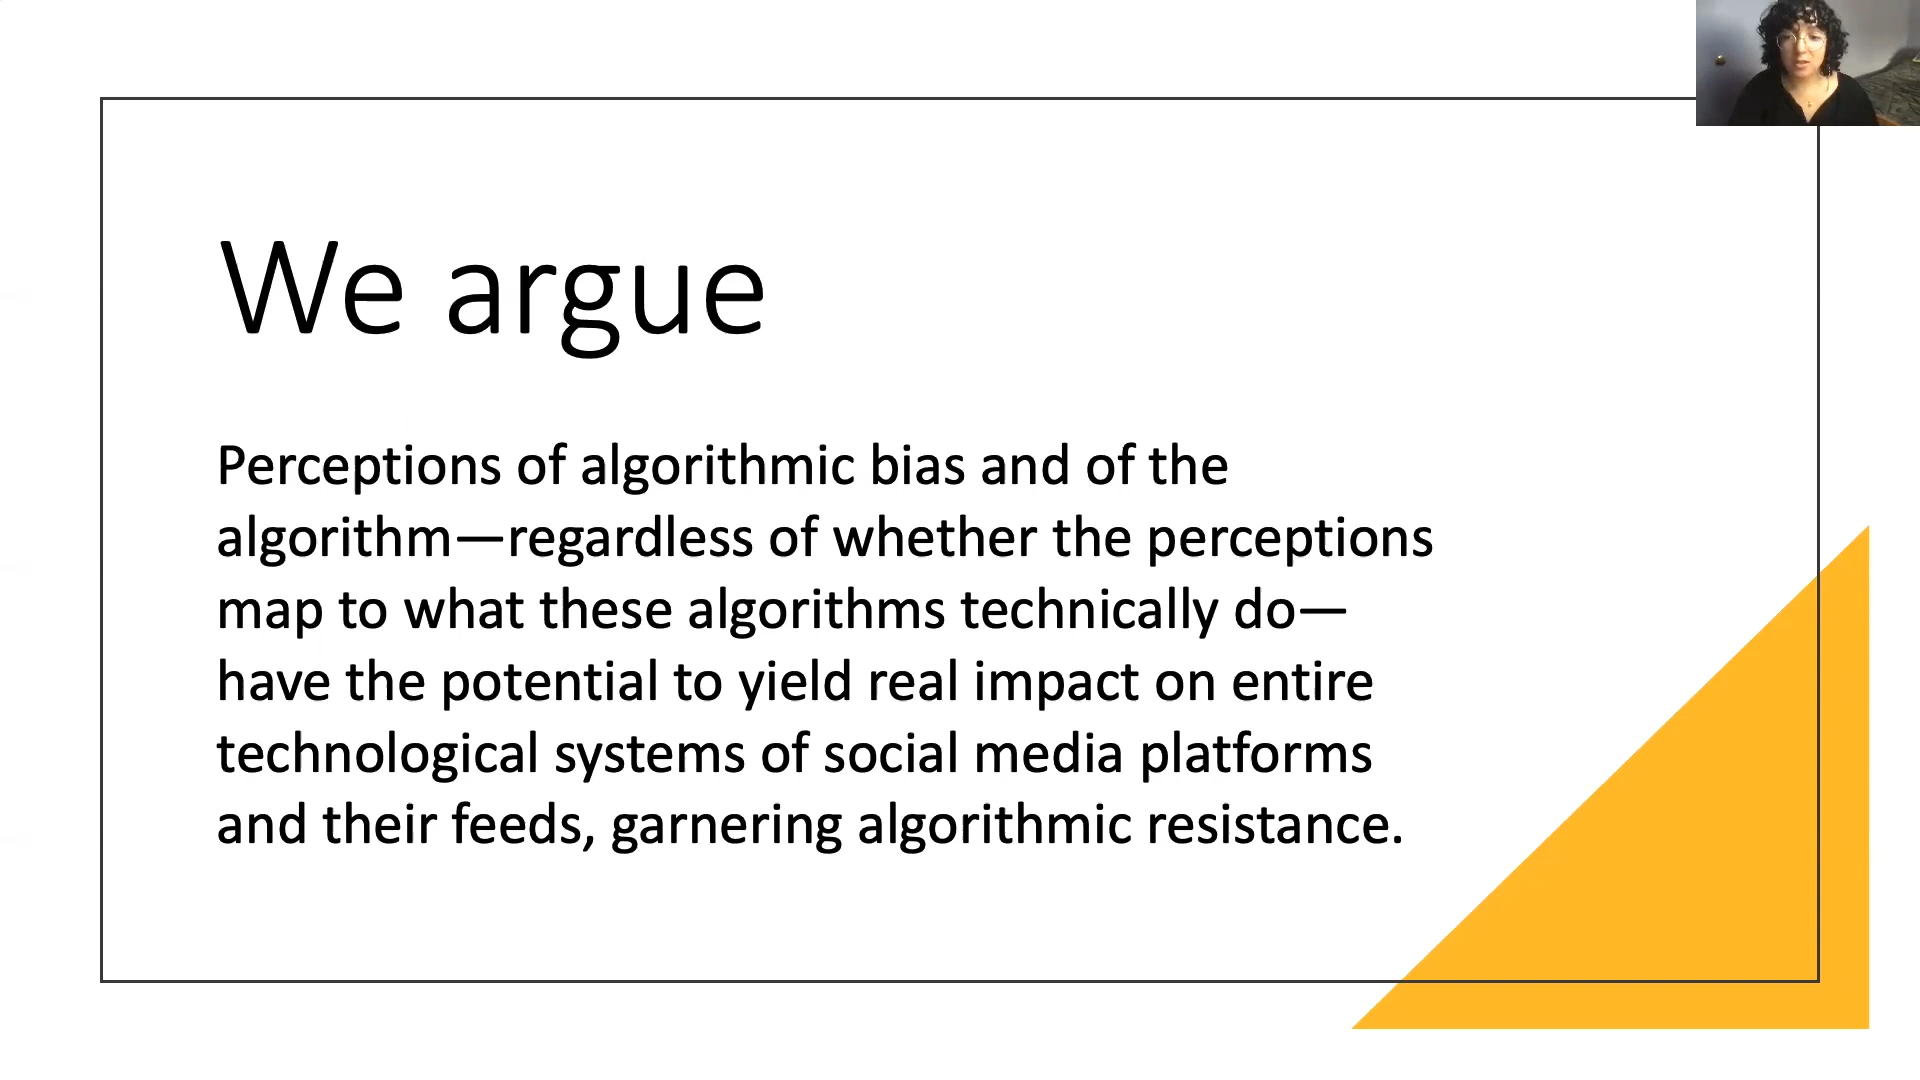 We argue
Perceptions of algorithmic bias and of the
algorithm—regardless of whether the perceptions
map to what these algorithms technically do—
have the potential to yield real impact on entire
technological systems of social media platforms
and their feeds, garnering algorithmic resistance.